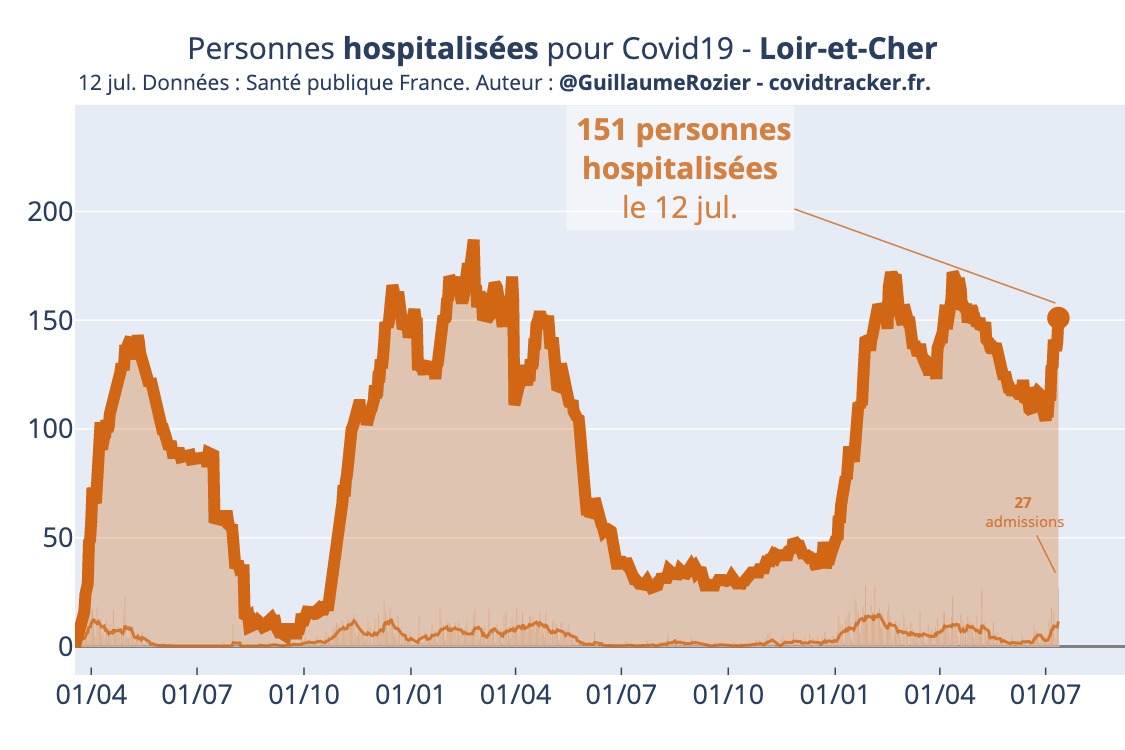 Personnes hospitalisées pour Covid19 - Loir-et-Cher
12 jul. Données : Santé publique France. Auteur : @GuillaumeRozier - covidtracker.fr.
151 personnes
hospitalisées
le 12 jul.
200
150
100
50
0
27
admissions
01/04 01/07 01/10 01/01 01/04 01/07 01/10 01/01 01/04 01/07